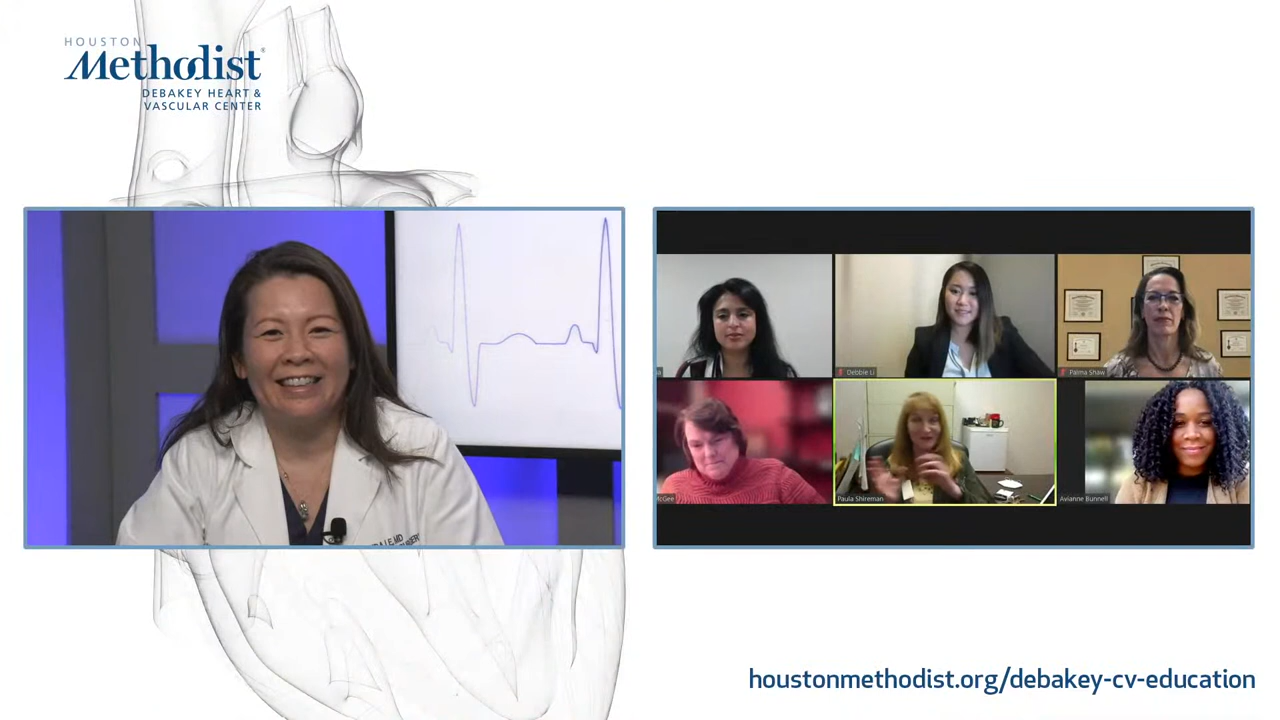 HOUSTON
Methodist
DEBAKEY HEART &
VASCULAR CENTER
Debbie Li
Palma Shaw
McGee
Paula Shireman
Avianne Bunnell
houstonmethodist.org/debakey-cv-education